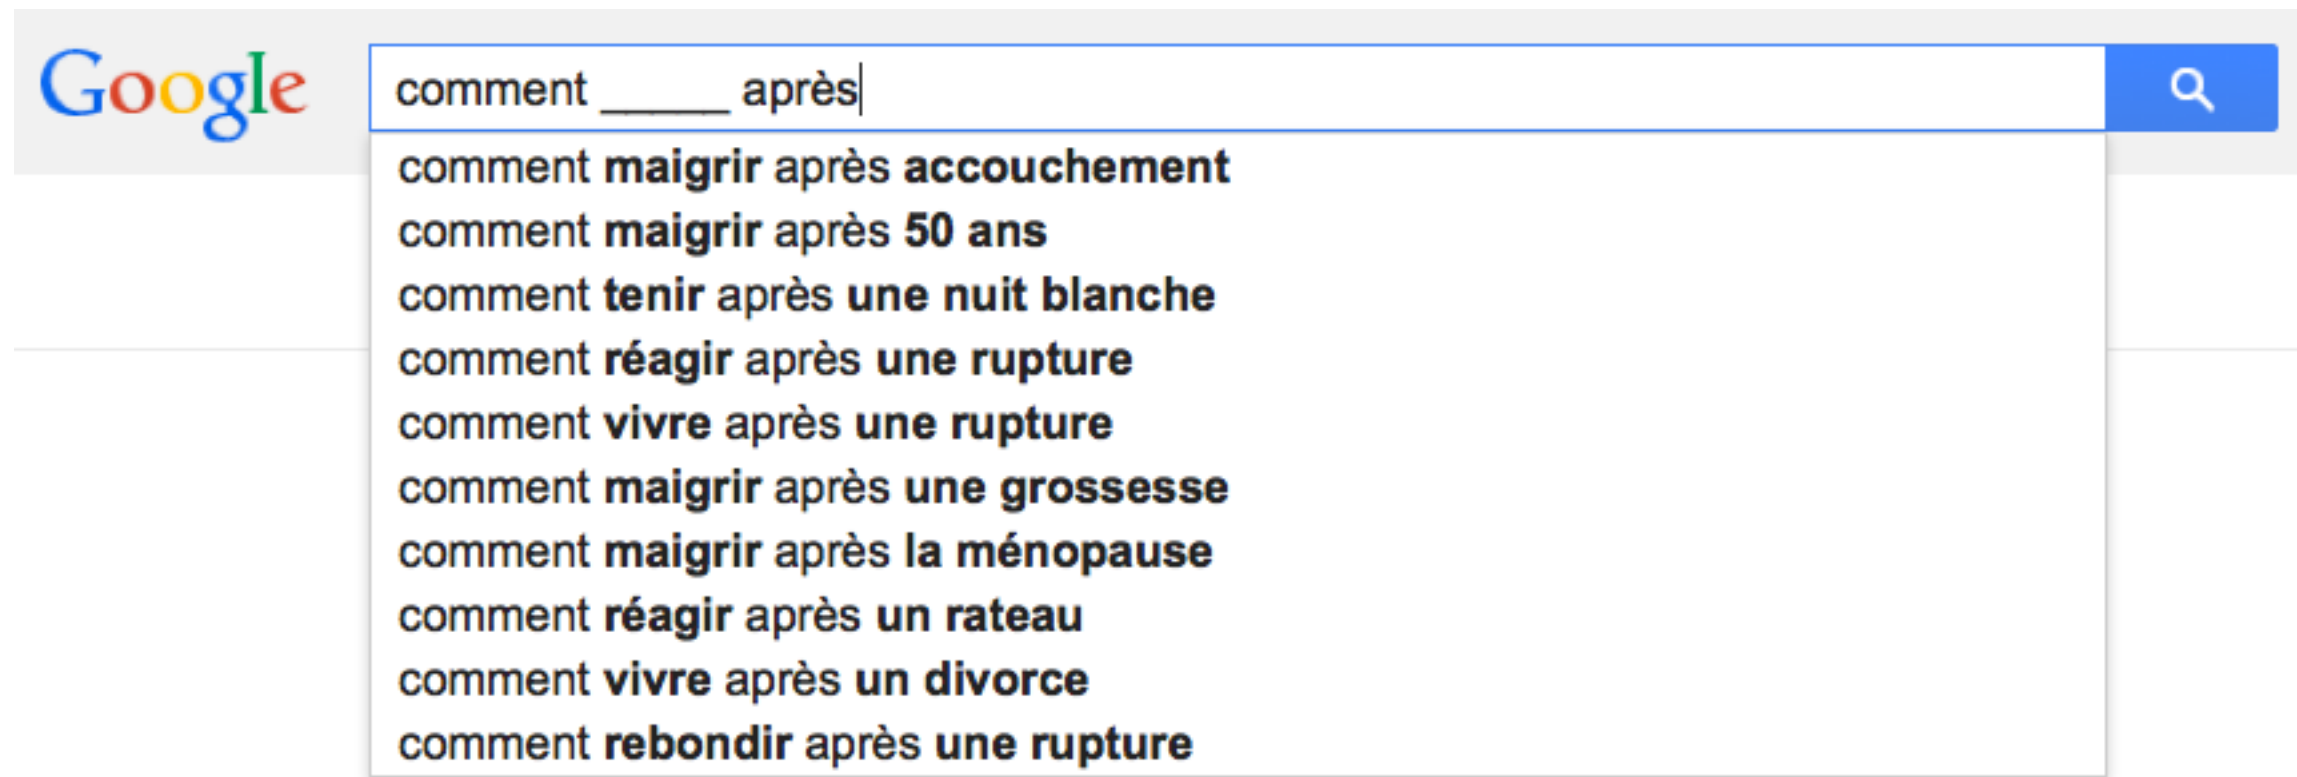 Google
comment _____ après
comment maigrir après accouchement
comment maigrir après 50 ans
comment tenir après une nuit blanche
comment réagir après une rupture
comment vivre après une rupture
comment maigrir après une grossesse
comment maigrir après la ménopause
comment réagir après un rateau
comment vivre après un divorce
comment rebondir après une rupture